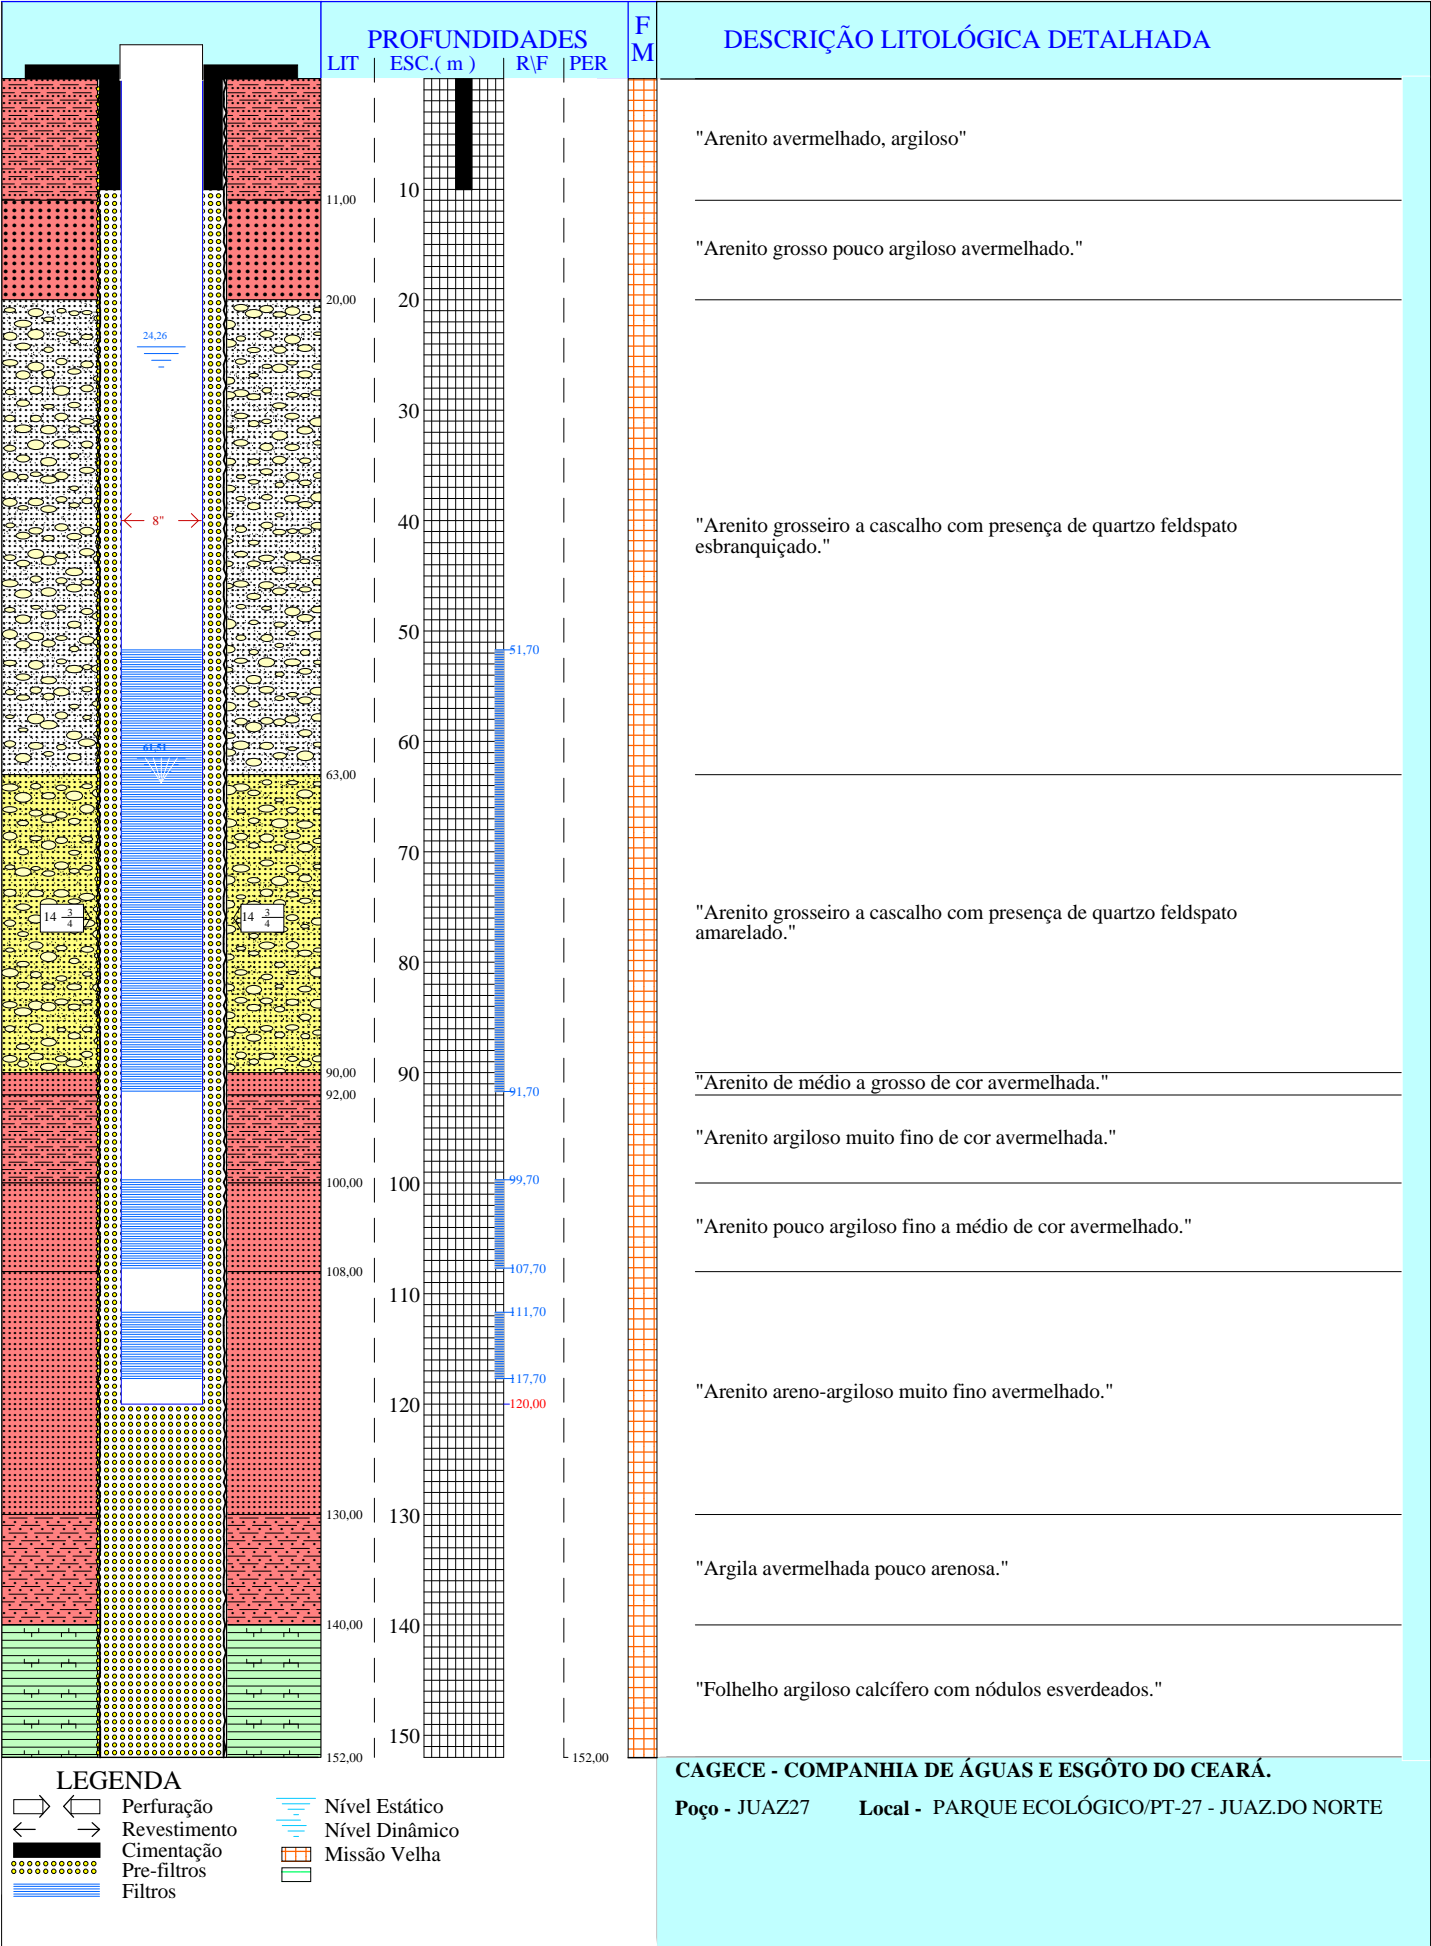 PROFUNDIDADES
LIT ESC.( m ) R\F PER
F
M
DESCRIÇÃO LITOLÓGICA DETALHADA
"Arenito avermelhado, argiloso"
10
11,00
"Arenito grosso pouco argiloso avermelhado."
20,00
20
24,26
30
8"
40
"Arenito grosseiro a cascalho com presença de quartzo feldspato
esbranquiçado."
50
51,70
60
61,51
63,00
70
14 3/4
14 3/4
"Arenito grosseiro a cascalho com presença de quartzo feldspato
amarelado."
80
90,00
90
"Arenito de médio a grosso de cor avermelhada."
91,70
92,00
"Arenito argiloso muito fino de cor avermelhada."
99,70
100,00
100
"Arenito pouco argiloso fino a médio de cor avermelhado."
107,70
108,00
110
111,70
117,70
"Arenito areno-argiloso muito fino avermelhado."
120
120,00
130,00
130
"Argila avermelhada pouco arenosa."
140,00
140
"Folhelho argiloso calcífero com nódulos esverdeados."
150
152,00
152,00
LEGENDA
Perfuração
Revestimento
Cimentação
Pre-filtros
Filtros
Nível Estático
Nível Dinâmico
Missão Velha
CAGECE - COMPANHIA DE ÁGUAS E ESGÔTO DO CEARÁ.
Poço - JUAZ27 Local - PARQUE ECOLÓGICO/PT-27 - JUAZ.DO NORTE